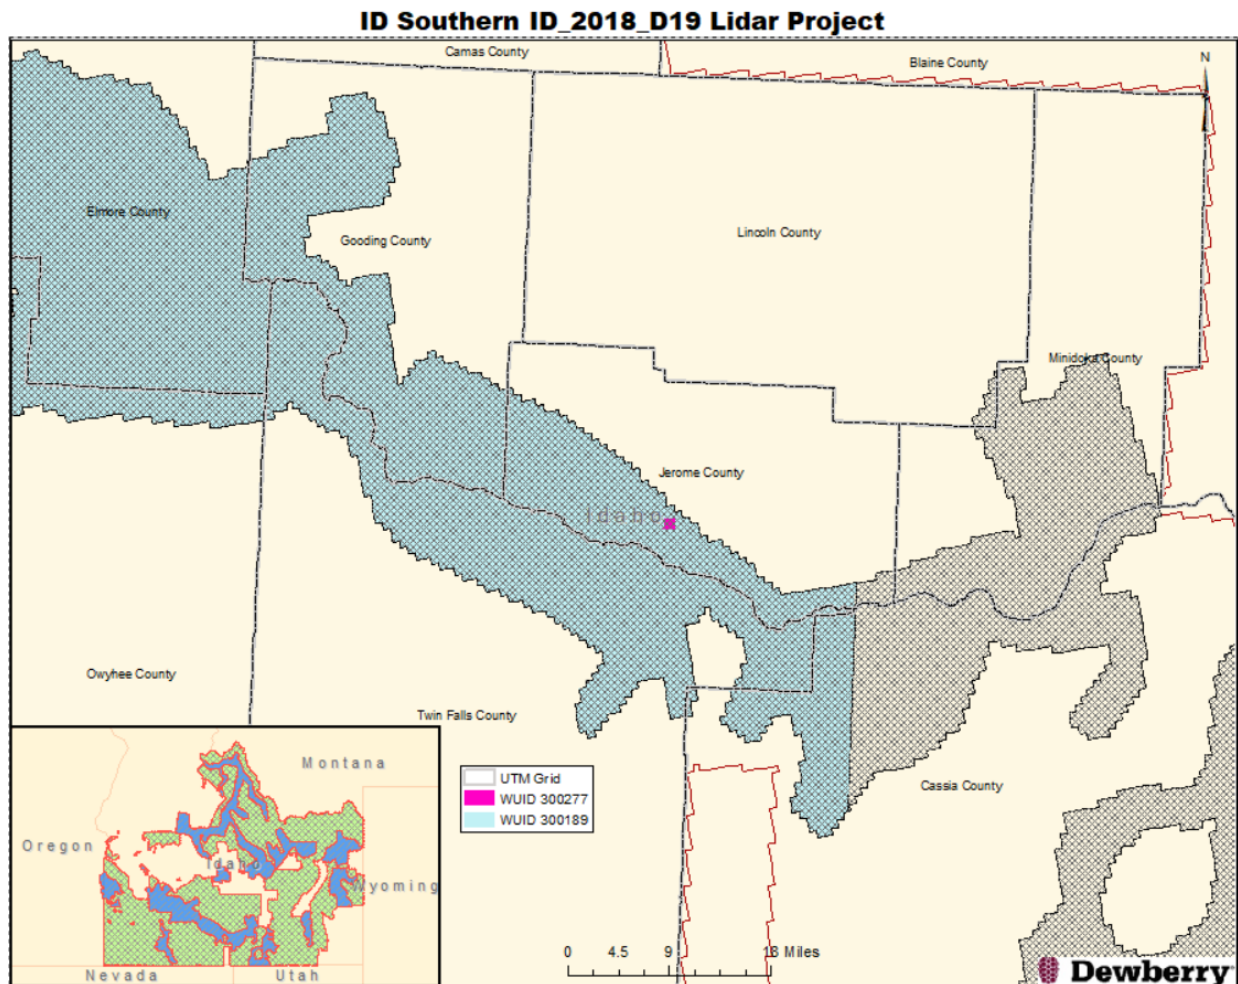 ID Southern ID_2018_D19 Lidar Project
Camas County
Blaine County
N
Elmore County
Gooding County
Lincoln County
Minidoka County
Jerome County
Idaho
Owyhee County
Twin Falls County
Cassia County
UTM Grid
WUID 300277
WUID 300189
Montana
Oregon
Idaho
Wyoming
Nevada
Utah
0 4.5 9 18 Miles
Dewberry